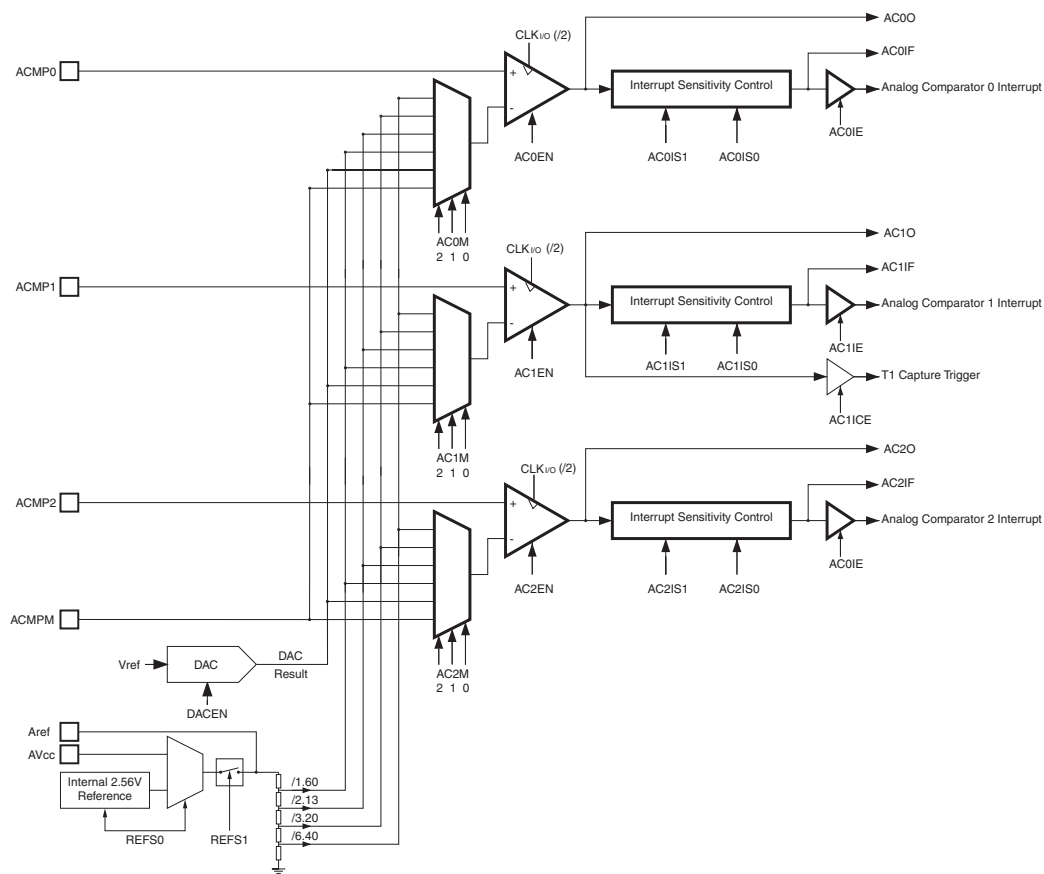 AC0O
CLKI/O (/2)
AC0IF
ACMP0
+
Interrupt Sensitivity Control
Analog Comparator 0 Interrupt
-
AC0EN
AC0IS1
AC0IS0
AC0IE
AC0M
2 1 0
AC1O
CLKI/O (/2)
AC1IF
ACMP1
+
Interrupt Sensitivity Control
Analog Comparator 1 Interrupt
-
AC1EN
AC1IS1
AC1IS0
AC1IE
T1 Capture Trigger
AC1ICE
AC1M
2 1 0
AC2O
CLKI/O (/2)
AC2IF
ACMP2
+
Interrupt Sensitivity Control
Analog Comparator 2 Interrupt
-
AC2EN
AC2IS1
AC2IS0
AC0IE
ACMPM
AC2M
2 1 0
Vref
DAC
DAC
Result
DACEN
Aref
AVcc
Internal 2.56V
Reference
REFS0
REFS1
/1.60
/2.13
/3.20
/6.40